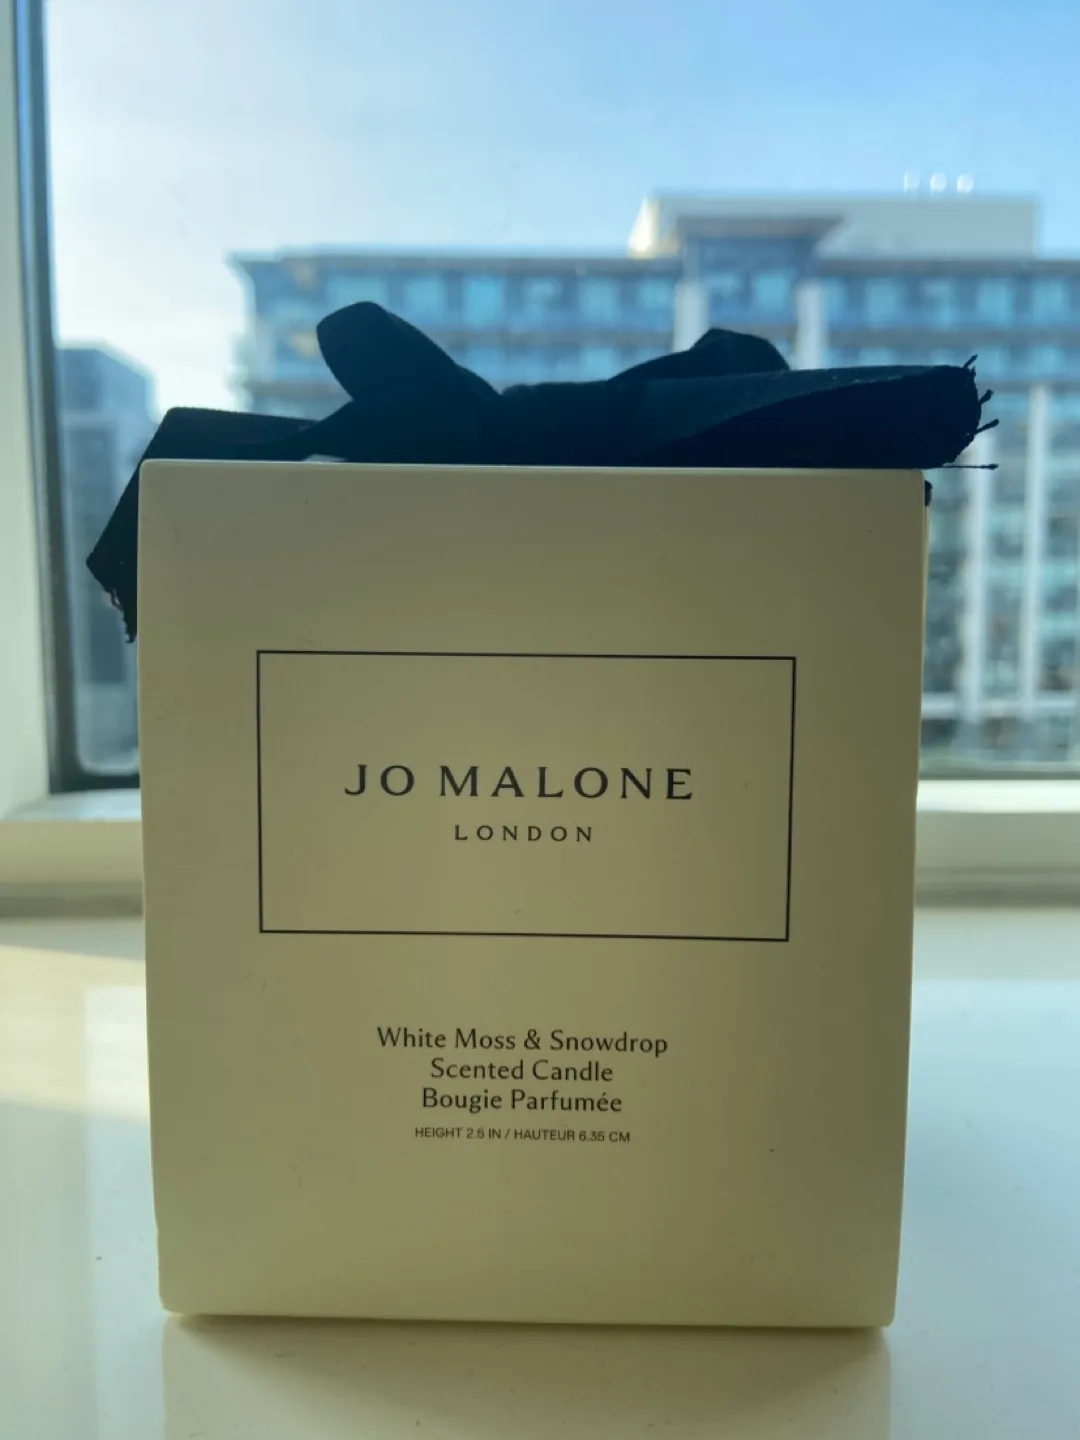 JO MALONE
LONDON
White Moss & Snowdrop
Scented Candle
Bougie Parfumée
HEIGHT 2.5 IN / HAUTEUR 6.35 CM